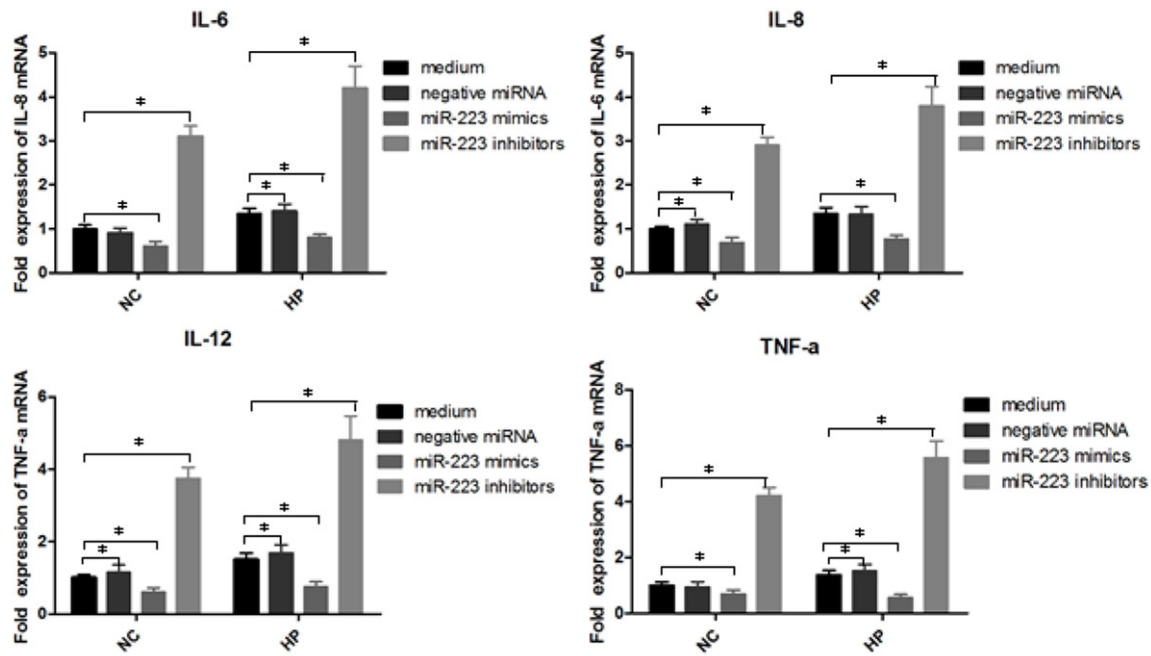 IL-6
Fold expression of IL-8 mRNA
5
4
3
2
1
0
ǂ
ǂ
ǂ
ǂ
ǂ
NC
HP
medium
negative miRNA
miR-223 mimics
miR-223 inhibitors
IL-8
Fold expression of IL-6 mRNA
5
4
3
2
1
0
ǂ
ǂ
ǂ
ǂ
ǂ
NC
HP
medium
negative miRNA
miR-223 mimics
miR-223 inhibitors
IL-12
Fold expression of TNF-a mRNA
6
4
2
0
ǂ
ǂ
ǂ
ǂ
ǂ
ǂ
NC
HP
medium
negative miRNA
miR-223 mimics
miR-223 inhibitors
TNF-a
Fold expression of TNF-a mRNA
8
6
4
2
0
ǂ
ǂ
ǂ
ǂ
ǂ
NC
HP
medium
negative miRNA
miR-223 mimics
miR-223 inhibitors